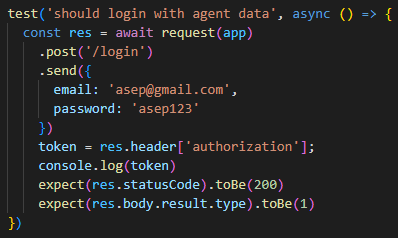 test('should login with agent data', async () => {
  const res = await request(app)
    .post('/login')
    .send({
      email: 'asep@gmail.com',
      password: 'asep123'
    })
    token = res.header['authorization'];
    console.log(token)
    expect(res.statusCode).toBe(200)
    expect(res.body.result.type).toBe(1)
})